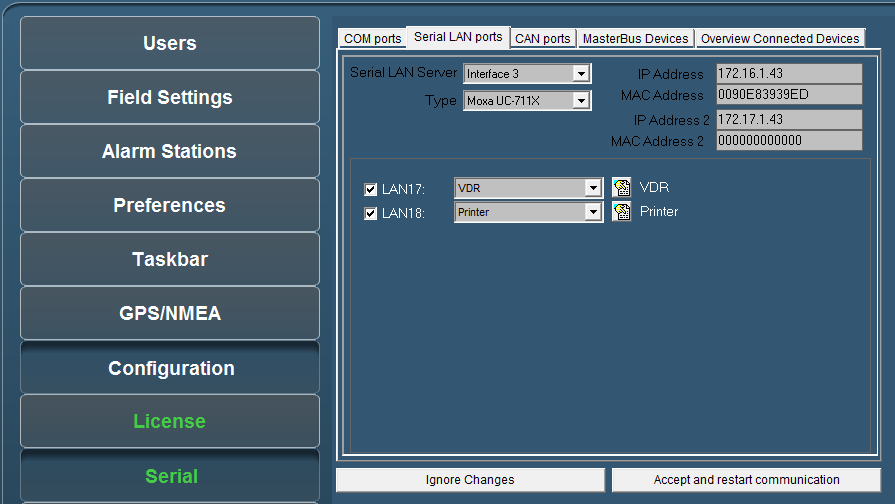 Users
Field Settings
Alarm Stations
Preferences
Taskbar
GPS/NMEA
Configuration
License
Serial
COM ports Serial LAN ports CAN ports MasterBus Devices Overview Connected Devices
Serial LAN Server Interface 3 IP Address 172.16.1.43
Type Moxa UC-711X MAC Address 0090E83939ED
IP Address 2 172.17.1.43
MAC Address 2 000000000000
LAN17: VDR VDR
LAN18: Printer Printer
Ignore Changes Accept and restart communication